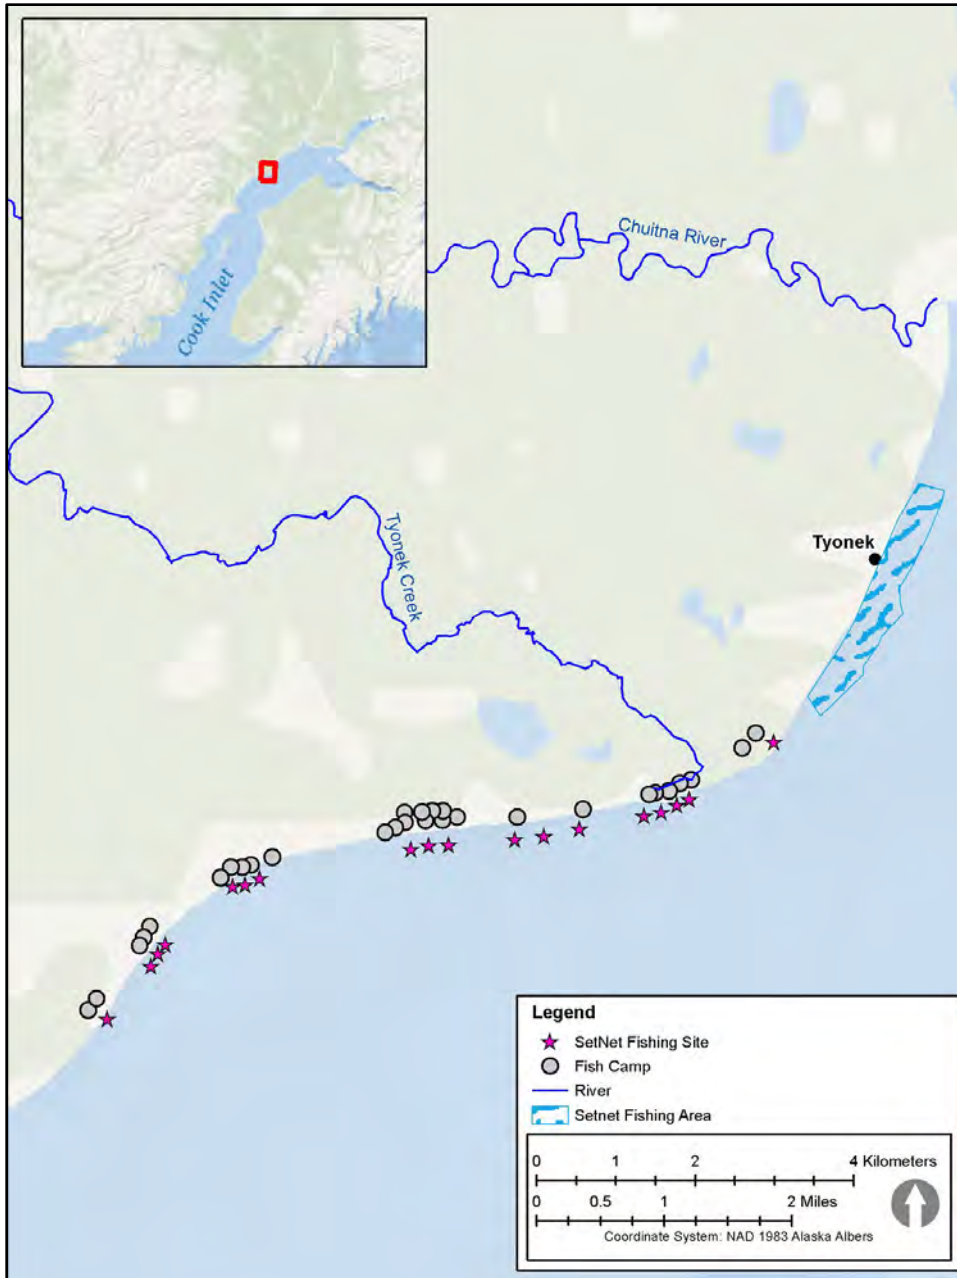 Cook Inlet
Chuitna River
Tyonek Creek
Tyonek
Legend
SetNet Fishing Site
Fish Camp
River
Setnet Fishing Area
0 1 2 4 Kilometers
0 0.5 1 2 Miles
Coordinate System: NAD 1983 Alaska Albers